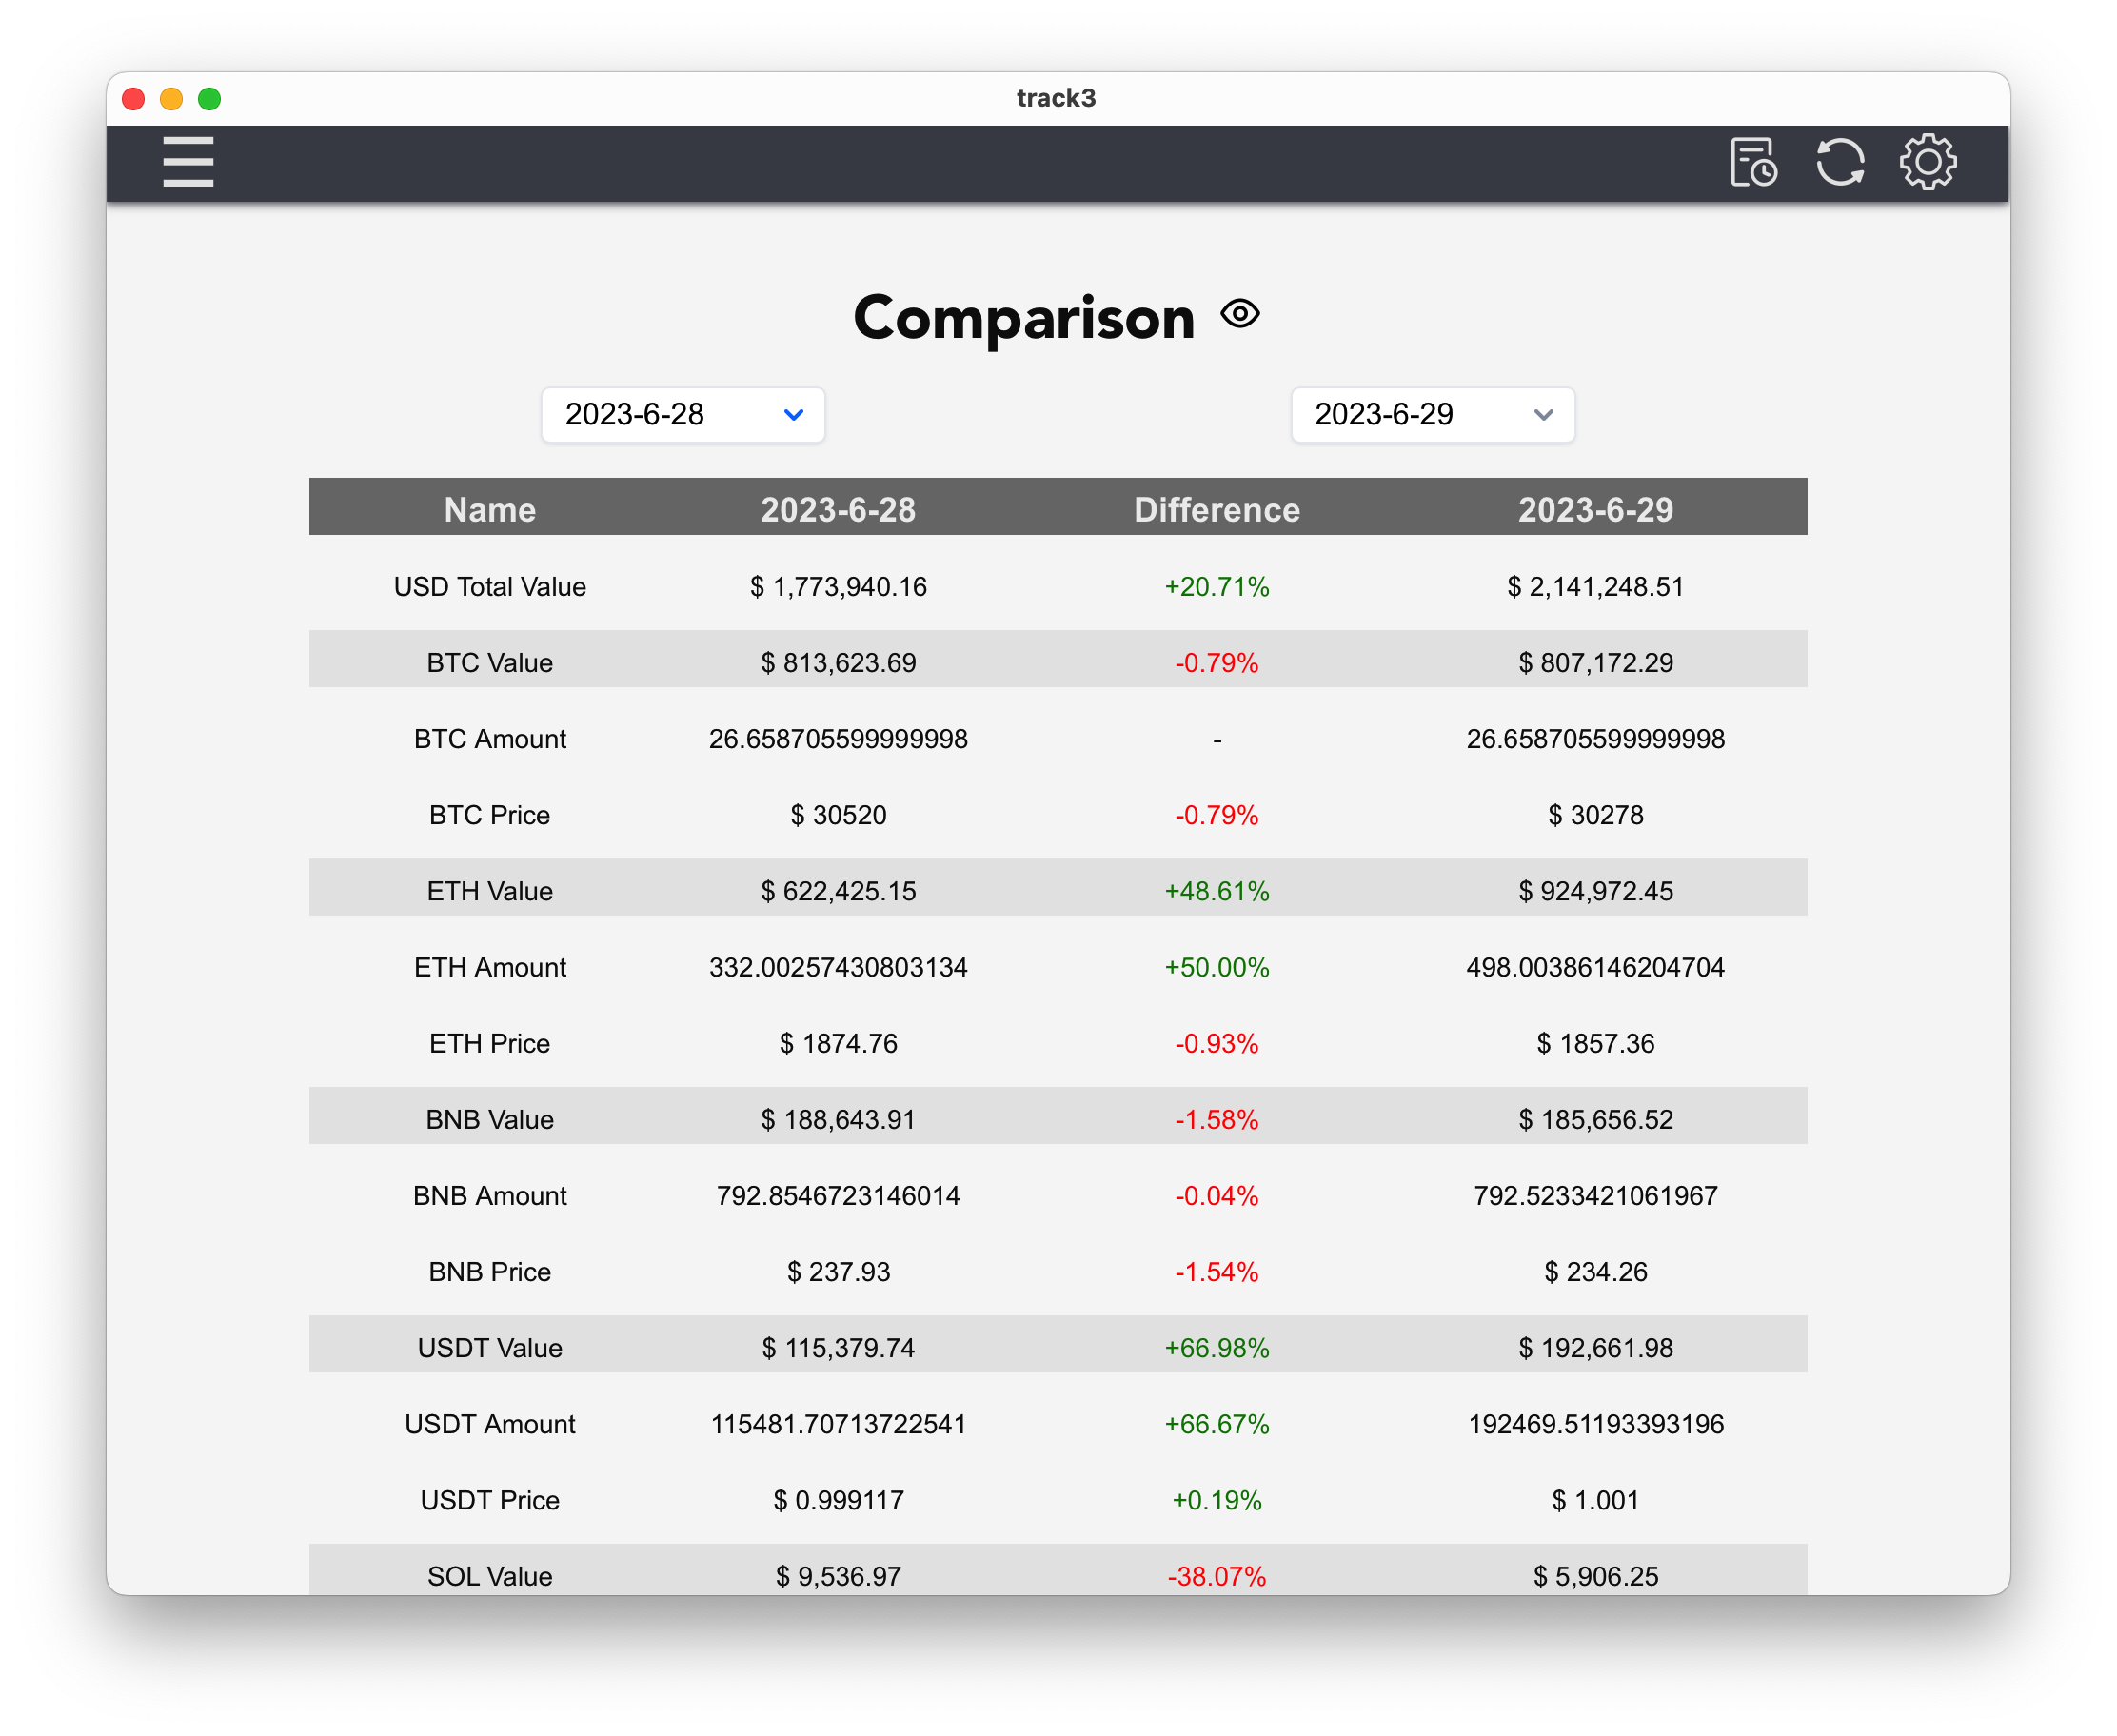 track3
Comparison
2023-6-28 2023-6-29
Name 2023-6-28 Difference 2023-6-29
USD Total Value $ 1,773,940.16 +20.71% $ 2,141,248.51
BTC Value $ 813,623.69 -0.79% $ 807,172.29
BTC Amount 26.658705599999998 - 26.658705599999998
BTC Price $ 30520 -0.79% $ 30278
ETH Value $ 622,425.15 +48.61% $ 924,972.45
ETH Amount 332.00257430803134 +50.00% 498.00386146204704
ETH Price $ 1874.76 -0.93% $ 1857.36
BNB Value $ 188,643.91 -1.58% $ 185,656.52
BNB Amount 792.8546723146014 -0.04% 792.5233421061967
BNB Price $ 237.93 -1.54% $ 234.26
USDT Value $ 115,379.74 +66.98% $ 192,661.98
USDT Amount 115481.70713722541 +66.67% 192469.51193393196
USDT Price $ 0.999117 +0.19% $ 1.001
SOL Value $ 9,536.97 -38.07% $ 5,906.25